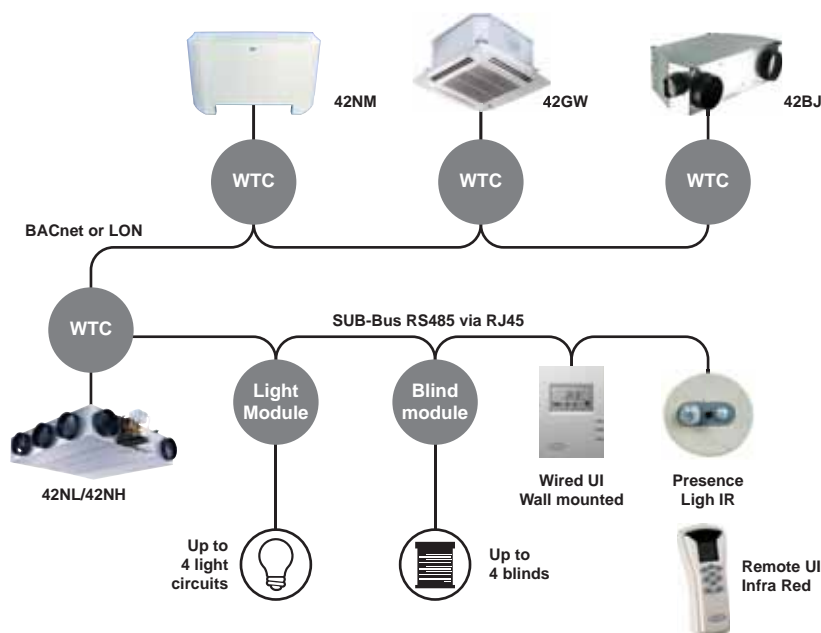 42NM
42GW
42BJ
WTC
WTC
WTC
BACnet or LON
WTC
SUB-Bus RS485 via RJ45
Light
Module
Blind
module
42NL/42NH
Wired UI
Wall mounted
Presence
Ligh IR
Up to
4 light
circuits
Up to
4 blinds
Remote UI
Infra Red